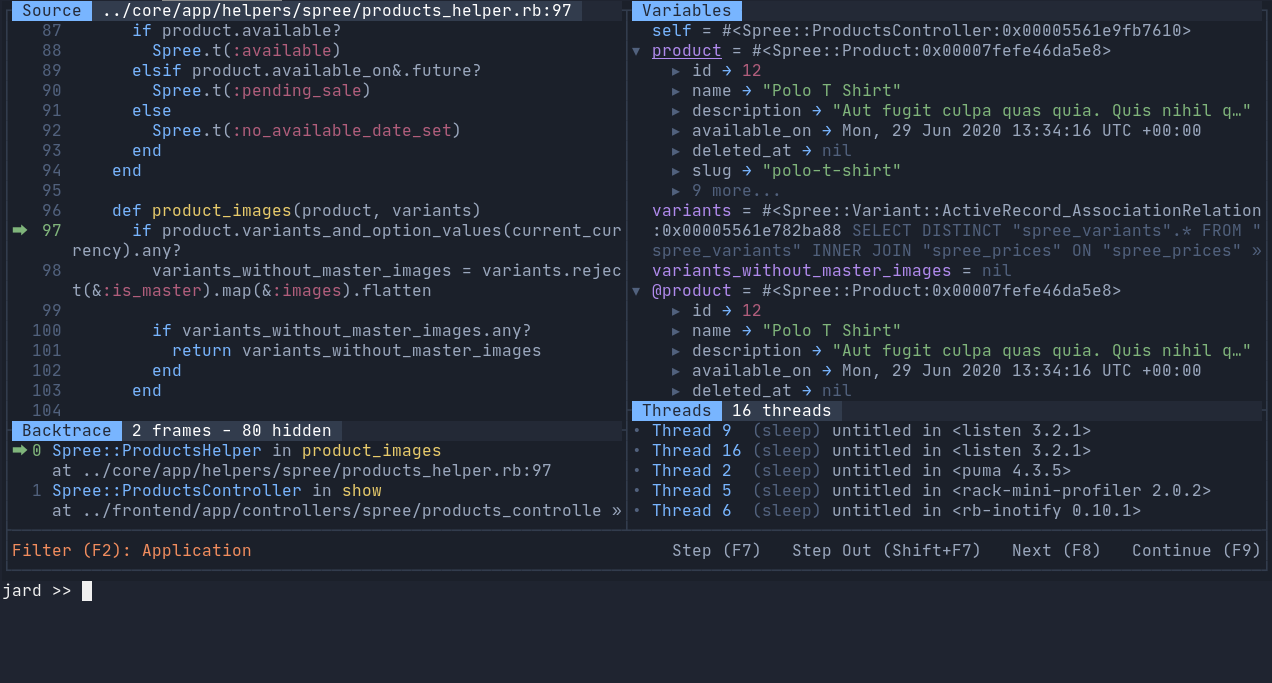 Source ../core/app/helpers/spree/products_helper.rb:97
87 if product.available?
88 Spree.t(:available)
89 elsif product.available_on&.future?
90 Spree.t(:pending_sale)
91 else
92 Spree.t(:no_available_date_set)
93 end
94 end
95
96 def product_images(product, variants)
➡ 97 if product.variants_and_option_values(current_cur
rency).any?
98 variants_without_master_images = variants.rejec
t(&:is_master).map(&:images).flatten
99
100 if variants_without_master_images.any?
101 return variants_without_master_images
102 end
103 end
104
Backtrace 2 frames - 80 hidden
➡ 0 Spree::ProductsHelper in product_images
at ../core/app/helpers/spree/products_helper.rb:97
1 Spree::ProductsController in show
at ../frontend/app/controllers/spree/products_controlle »
Variables
self = #<Spree::ProductsController:0x00005561e9fb7610>
▾ product = #<Spree::Product:0x00007fefe46da5e8>
▸ id → 12
▸ name → "Polo T Shirt"
▸ description → "Aut fugit culpa quas quia. Quis nihil q…"
▸ available_on → Mon, 29 Jun 2020 13:34:16 UTC +00:00
▸ deleted_at → nil
▸ slug → "polo-t-shirt"
▸ 9 more...
variants = #<Spree::Variant::ActiveRecord_AssociationRelation
:0x00005561e782ba88 SELECT DISTINCT "spree_variants".* FROM "
spree_variants" INNER JOIN "spree_prices" ON "spree_prices" »
variants_without_master_images = nil
▾ @product = #<Spree::Product:0x00007fefe46da5e8>
▸ id → 12
▸ name → "Polo T Shirt"
▸ description → "Aut fugit culpa quas quia. Quis nihil q…"
▸ available_on → Mon, 29 Jun 2020 13:34:16 UTC +00:00
▸ deleted_at → nil
Threads 16 threads
• Thread 9 (sleep) untitled in <listen 3.2.1>
• Thread 16 (sleep) untitled in <listen 3.2.1>
• Thread 2 (sleep) untitled in <puma 4.3.5>
• Thread 5 (sleep) untitled in <rack-mini-profiler 2.0.2>
• Thread 6 (sleep) untitled in <rb-inotify 0.10.1>
Filter (F2): Application Step (F7) Step Out (Shift+F7) Next (F8) Continue (F9)
jard >>